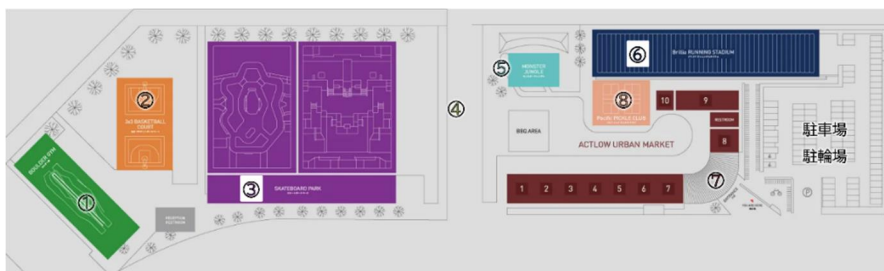 ①
BOULDER GYM
②
3x3 BASKETBALL
COURT
③
SKATEBOARD PARK
④
⑤
MONSTER
JUNGLE
⑥
Brillia RUNNING STADIUM
⑧
PICKLE CLUB
10
9
RESTROOM
8
BBQ AREA
ACTLOW URBAN MARKET
1
2
3
4
5
6
7
⑦
駐車場
駐輪場
P